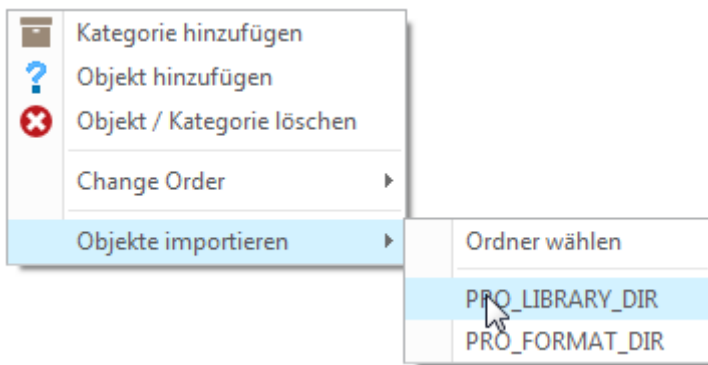 Kategorie hinzufügen
Objekt hinzufügen
Objekt / Kategorie löschen
Change Order
Objekte importieren
Ordner wählen
PRO_LIBRARY_DIR
PRO_FORMAT_DIR